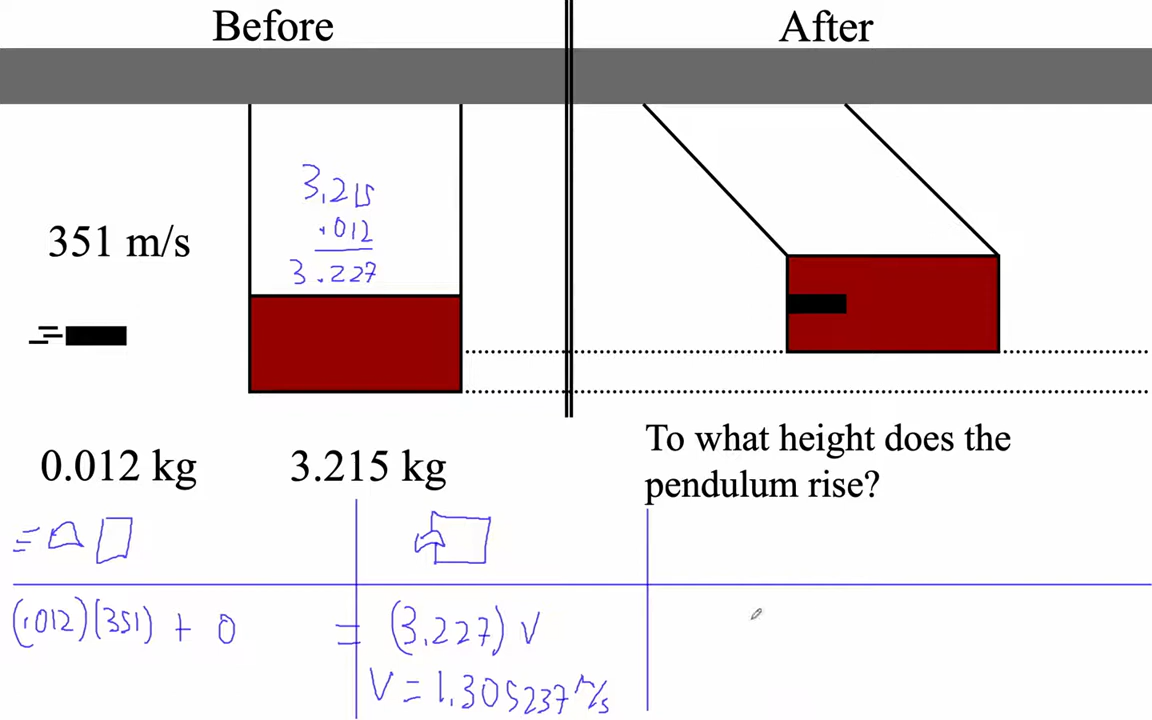 Before
After
3.215
.012
3.227
351 m/s
0.012 kg
3.215 kg
To what height does the
pendulum rise?
(.012)(351) + 0 = (3.227) V
V = 1.305237 m/s